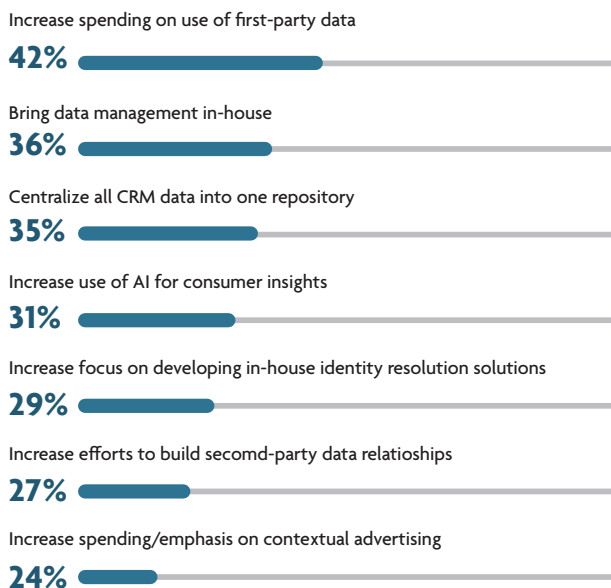 Increase spending on use of first-party data
42%
Bring data management in-house
36%
Centralize all CRM data into one repository
35%
Increase use of AI for consumer insights
31%
Increase focus on developing in-house identity resolution solutions
29%
Increase efforts to build secomd-party data relatioships
27%
Increase spending/emphasis on contextual advertising
24%